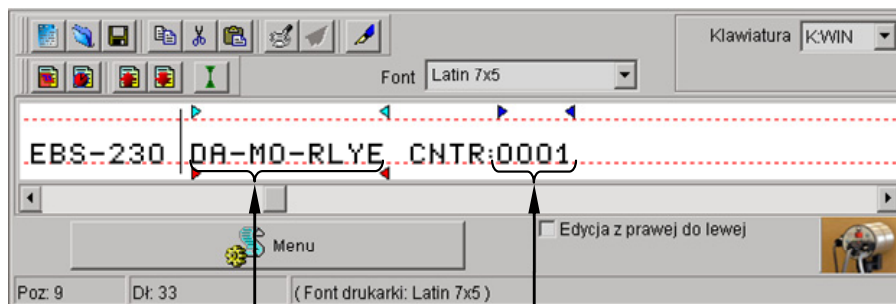 Klawiatura K:WIN
Font Latin 7x5
EBS-230 DA-MO-RLYE CNTR:0001
Menu
Edycja z prawej do lewej
Poz: 9 Dł: 33 (Font drukarki: Latin 7x5)